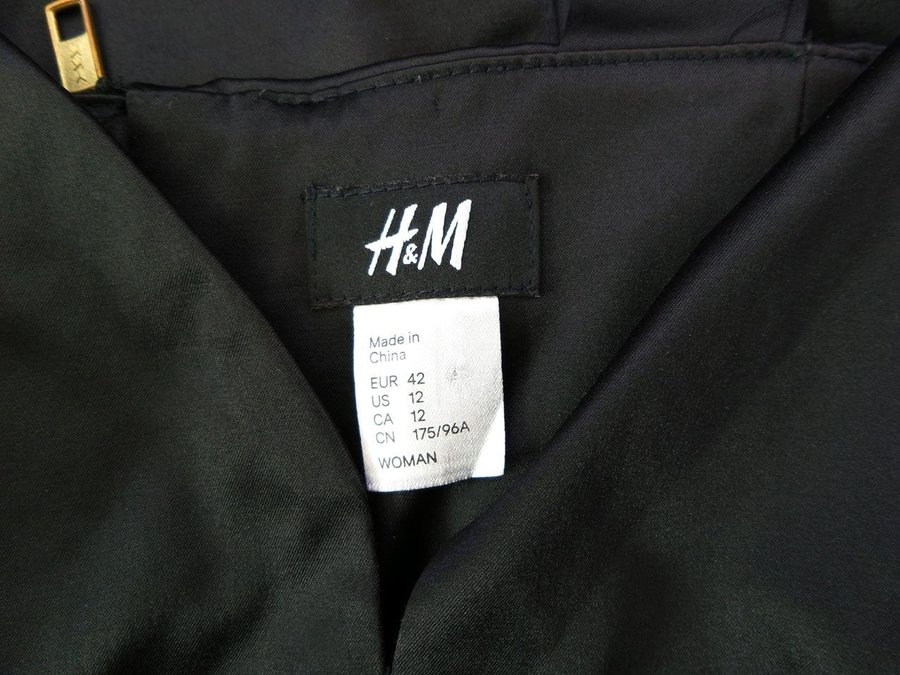 H&M
Made in
China
EUR 42
US 12
CA 12
CN 175/96A
WOMAN